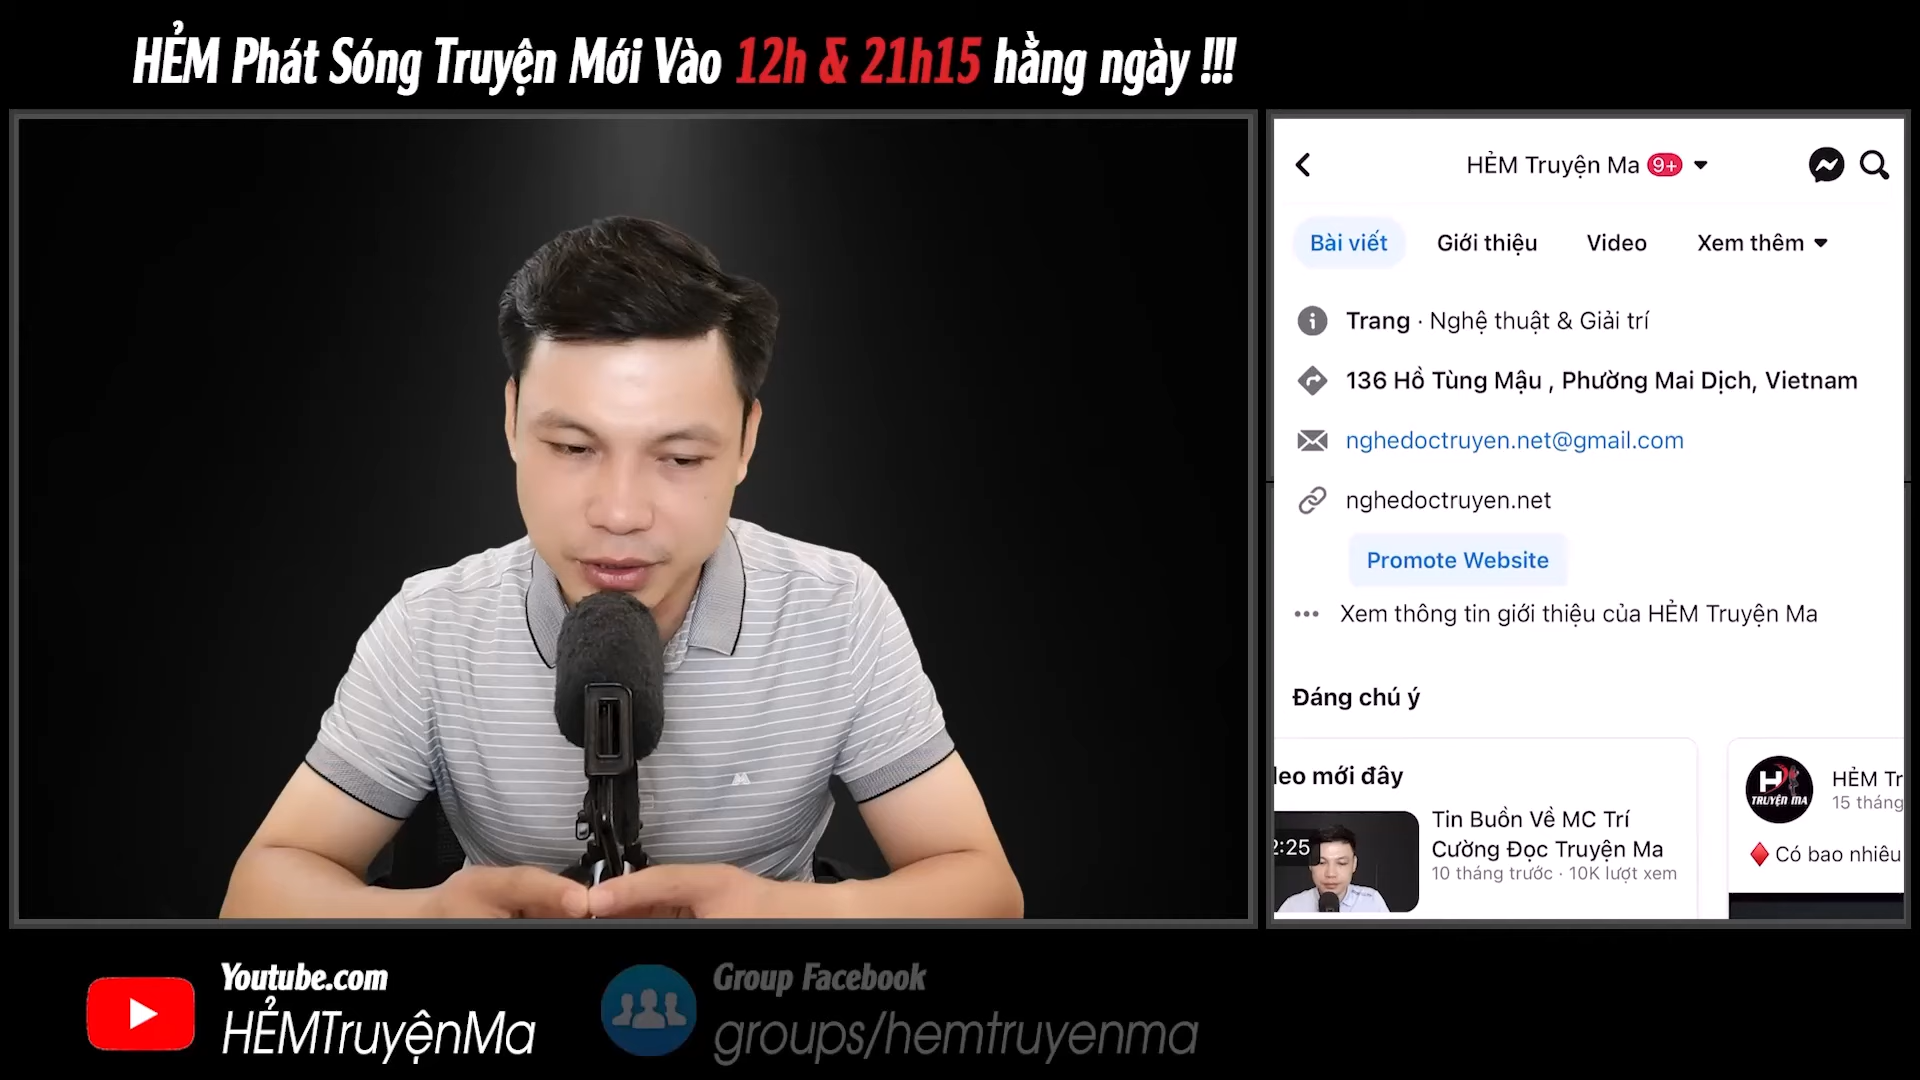 HẺM Phát Sóng Truyện Mới Vào 12h & 21h15 hằng ngày !!!
HẺM Truyện Ma 9+
Bài viết Giới thiệu Video Xem thêm
Trang · Nghệ thuật & Giải trí
136 Hồ Tùng Mậu , Phường Mai Dịch, Vietnam
nghedoctruyen.net@gmail.com
nghedoctruyen.net
Promote Website
Xem thông tin giới thiệu của HẺM Truyện Ma
Đáng chú ý
deo mới đây
2:25
Tin Buồn Về MC Trí
Cường Đọc Truyện Ma
10 tháng trước · 10K lượt xem
H
TRUYỆN MA
HẺM Tr
15 tháng
Có bao nhiêu
Youtube.com
HẺMTruyệnMa
Group Facebook
groups/hemtruyenma